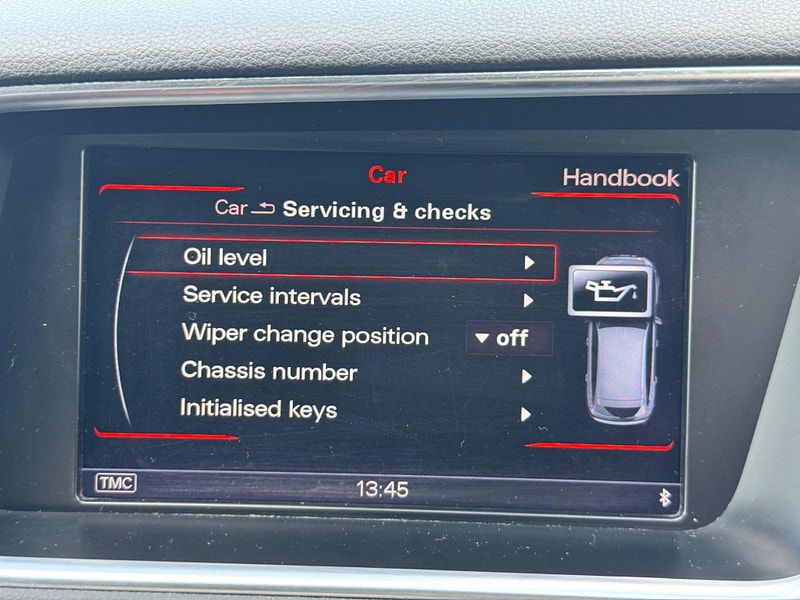 Car
Handbook
Car Servicing & checks
Oil level
Service intervals
Wiper change position off
Chassis number
Initialised keys
TMC 13:45